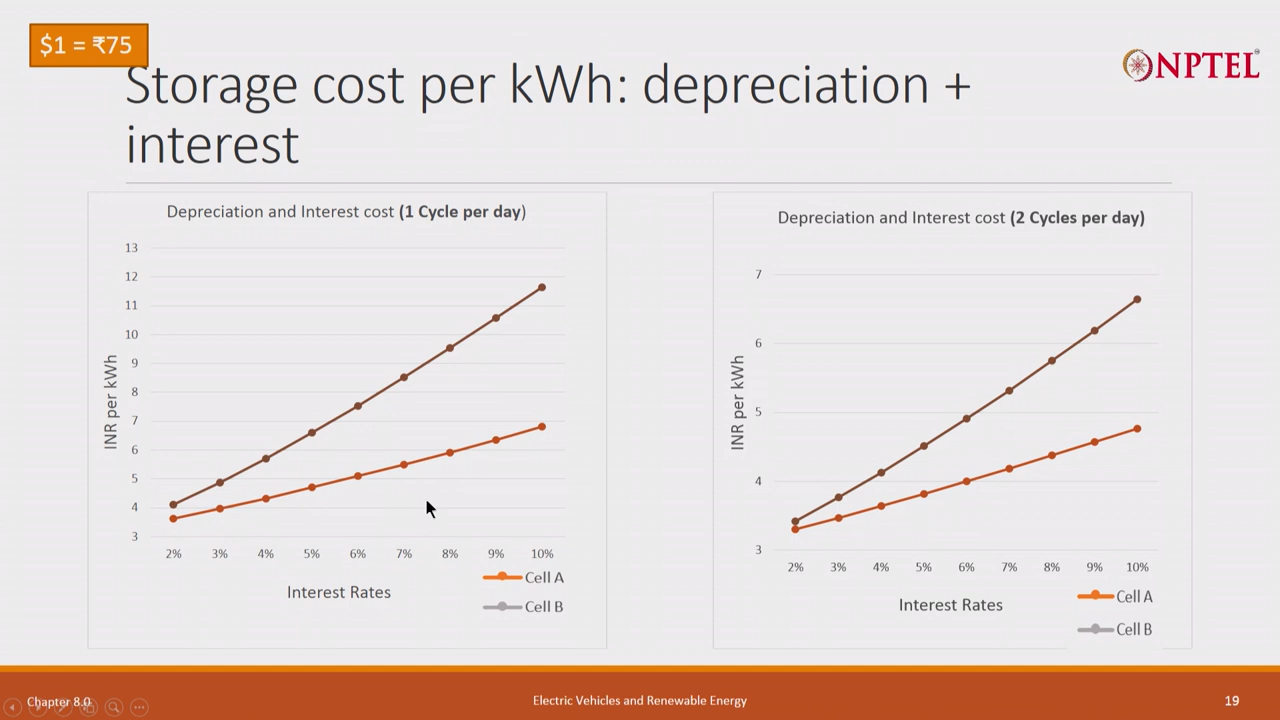 $1 = ₹75
NPTEL
Storage cost per kWh: depreciation +
interest
Depreciation and Interest cost (1 Cycle per day)
13
12
11
10
9
8
7
6
5
4
3
INR per kWh
2% 3% 4% 5% 6% 7% 8% 9% 10%
Interest Rates
Cell A
Cell B
Depreciation and Interest cost (2 Cycles per day)
7
6
5
4
3
INR per kWh
2% 3% 4% 5% 6% 7% 8% 9% 10%
Interest Rates
Cell A
Cell B
Chapter 8.0
Electric Vehicles and Renewable Energy
19